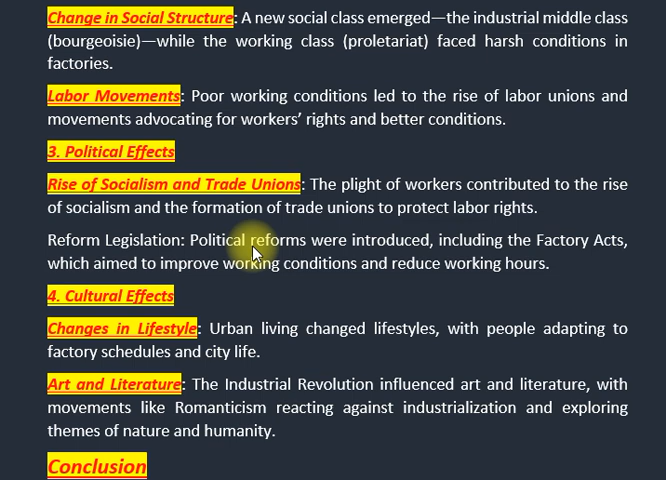 Change in Social Structure: A new social class emerged—the industrial middle class
(bourgeoisie)—while the working class (proletariat) faced harsh conditions in
factories.
Labor Movements: Poor working conditions led to the rise of labor unions and
movements advocating for workers’ rights and better conditions.
3. Political Effects
Rise of Socialism and Trade Unions: The plight of workers contributed to the rise
of socialism and the formation of trade unions to protect labor rights.
Reform Legislation: Political reforms were introduced, including the Factory Acts,
which aimed to improve working conditions and reduce working hours.
4. Cultural Effects
Changes in Lifestyle: Urban living changed lifestyles, with people adapting to
factory schedules and city life.
Art and Literature: The Industrial Revolution influenced art and literature, with
movements like Romanticism reacting against industrialization and exploring
themes of nature and humanity.
Conclusion